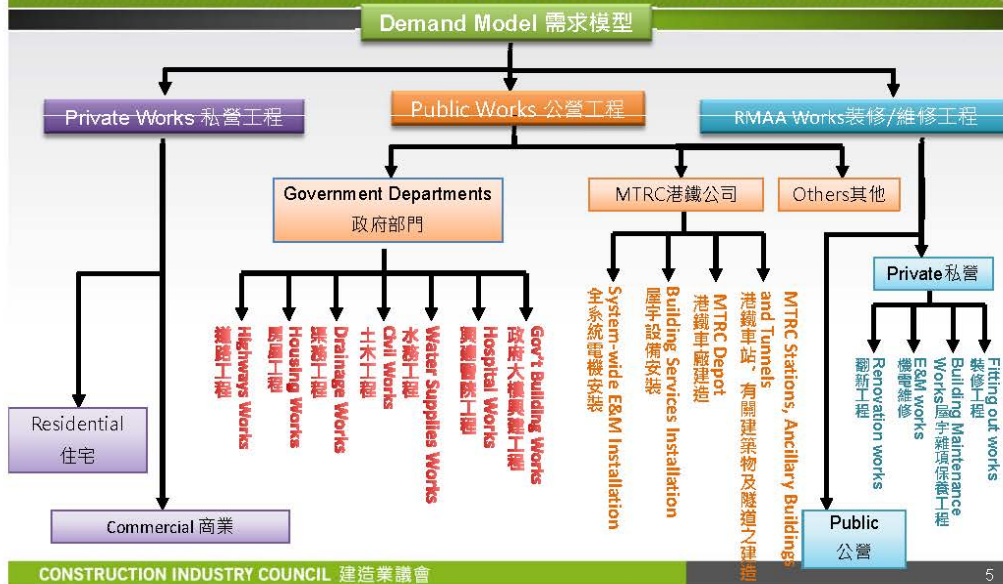 Demand Model 需求模型
Private Works 私營工程
Public Works 公營工程
RMAA Works裝修/維修工程
Government Departments
政府部門
MTRC港鐵公司
Others其他
Private私營
Residential
住宅
Commercial 商業
Highways Works
道路工程
Housing Works
房屋工程
Drainage Works
渠務工程
Civil Works
土木工程
Water Supplies Works
水務工程
Hospital Works
興建醫院工程
Gov't Building Works
政府大樓興建工程
System-wide E&M Installation
全系統電機安裝
Building Services Installation
屋宇設備安裝
MTRC Depot
港鐵車廠建造
MTRC Stations, Ancillary Buildings
and Tunnels
港鐵車站、有關建築物及隧道之建造
Renovation works
翻新工程
E&M works
機電維修
Building Maintenance
Works屋宇雜項保養工程
Fitting out works
裝修工程
Public
公營
CONSTRUCTION INDUSTRY COUNCIL 建造業議會
5